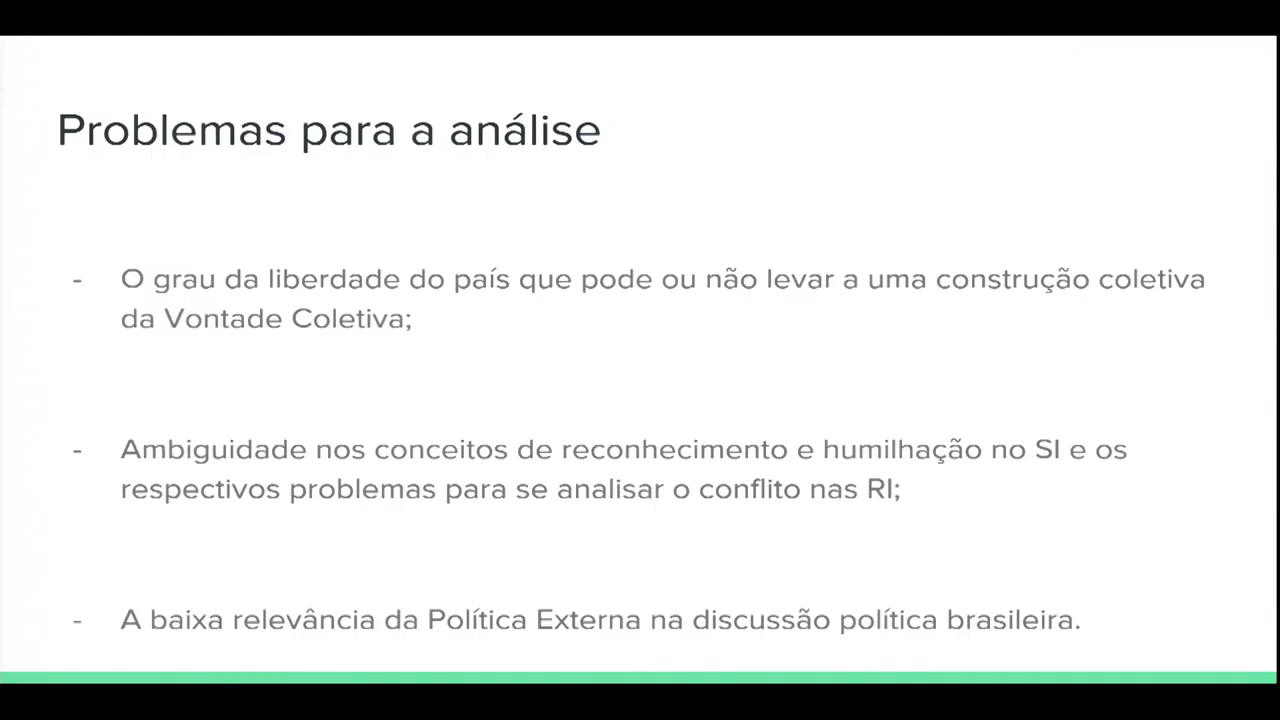 Problemas para a análise
- O grau da liberdade do país que pode ou não levar a uma construção coletiva
da Vontade Coletiva;
- Ambiguidade nos conceitos de reconhecimento e humilhação no SI e os
respectivos problemas para se analisar o conflito nas RI;
- A baixa relevância da Política Externa na discussão política brasileira.